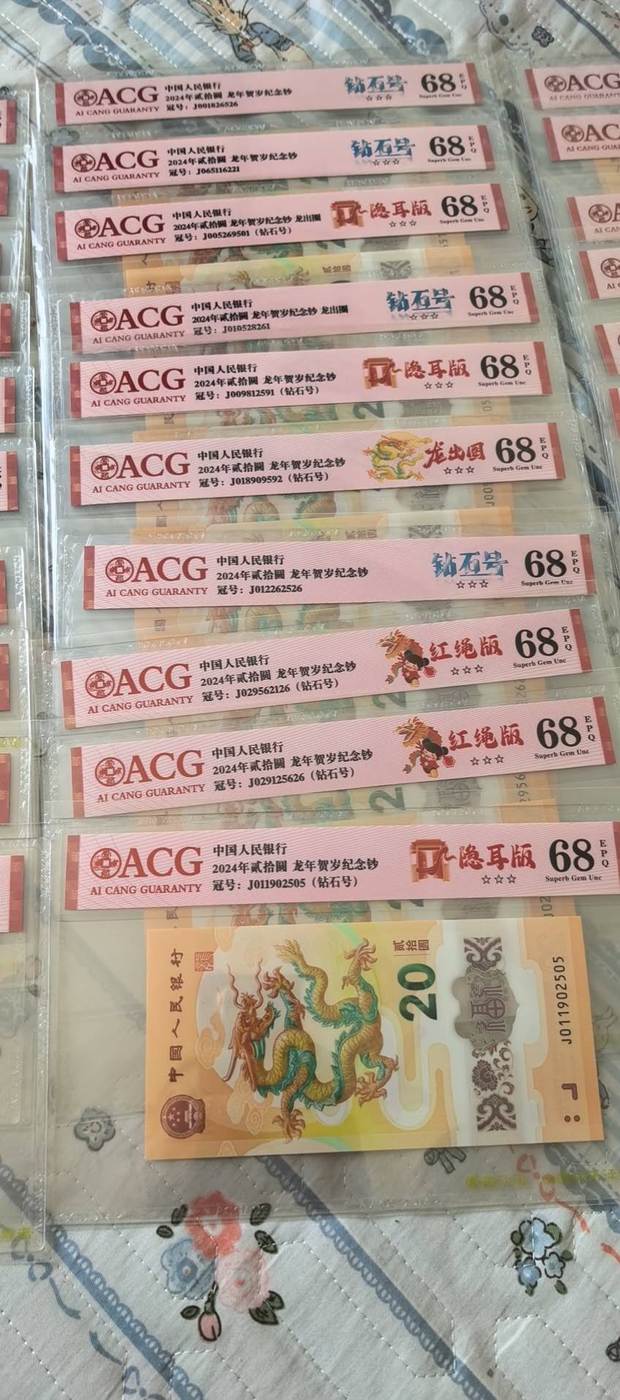 ACG
AI CANG GUARANTY
中国人民银行
2024年贰拾圆 龙年贺岁纪念钞
冠号：J001826526
钻石号
☆☆☆
68
EPQ
Superb Gem Unc
ACG
AI CANG GUARANTY
中国人民银行
2024年贰拾圆 龙年贺岁纪念钞
冠号：J065116221
钻石号
☆☆☆
68
EPQ
Superb Gem Unc
ACG
AI CANG GUARANTY
中国人民银行
2024年贰拾圆 龙年贺岁纪念钞 龙出圈
冠号：J005269501（钻石号）
隐耳版
☆☆☆
68
EPQ
Superb Gem Unc
ACG
AI CANG GUARANTY
中国人民银行
2024年贰拾圆 龙年贺岁纪念钞 龙出圈
冠号：J010528261
钻石号
☆☆☆
68
EPQ
Superb Gem Unc
ACG
AI CANG GUARANTY
中国人民银行
2024年贰拾圆 龙年贺岁纪念钞
冠号：J009812591（钻石号）
隐耳版
☆☆☆
68
EPQ
Superb Gem Unc
ACG
AI CANG GUARANTY
中国人民银行
2024年贰拾圆 龙年贺岁纪念钞
冠号：J018909592（钻石号）
龙出圈
☆☆☆
68
EPQ
Superb Gem Unc
ACG
AI CANG GUARANTY
中国人民银行
2024年贰拾圆 龙年贺岁纪念钞
冠号：J012262526
钻石号
☆☆☆
68
EPQ
Superb Gem Unc
ACG
AI CANG GUARANTY
中国人民银行
2024年贰拾圆 龙年贺岁纪念钞
冠号：J029562126（钻石号）
红绳版
☆☆☆
68
EPQ
Superb Gem Unc
ACG
AI CANG GUARANTY
中国人民银行
2024年贰拾圆 龙年贺岁纪念钞
冠号：J029125626（钻石号）
红绳版
☆☆☆
68
EPQ
Superb Gem Unc
ACG
AI CANG GUARANTY
中国人民银行
2024年贰拾圆 龙年贺岁纪念钞
冠号：J011902505（钻石号）
隐耳版
☆☆☆
68
EPQ
Superb Gem Unc
中国人民银行
贰拾圆
20
J011902505